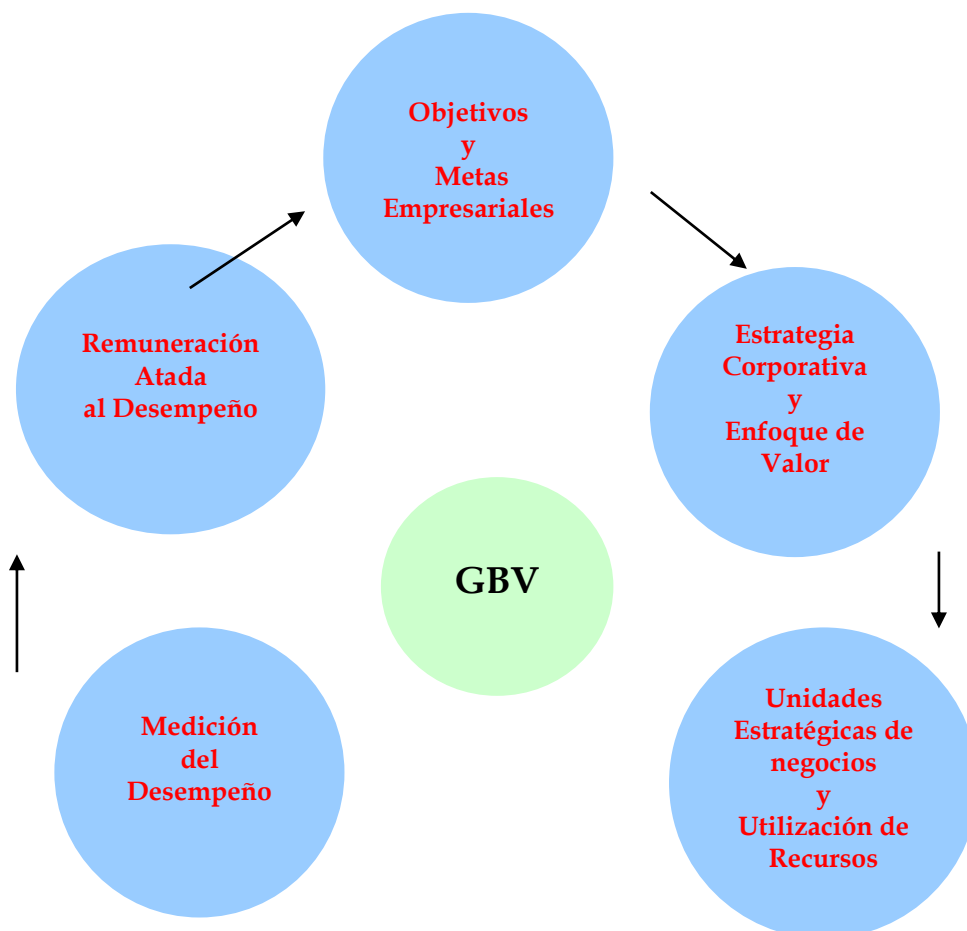 Objetivos
y
Metas
Empresariales
Remuneración
Atada
al Desempeño
Estrategia
Corporativa
y
Enfoque de
Valor
GBV
Medición
del
Desempeño
Unidades
Estratégicas de
negocios
y
Utilización de
Recursos